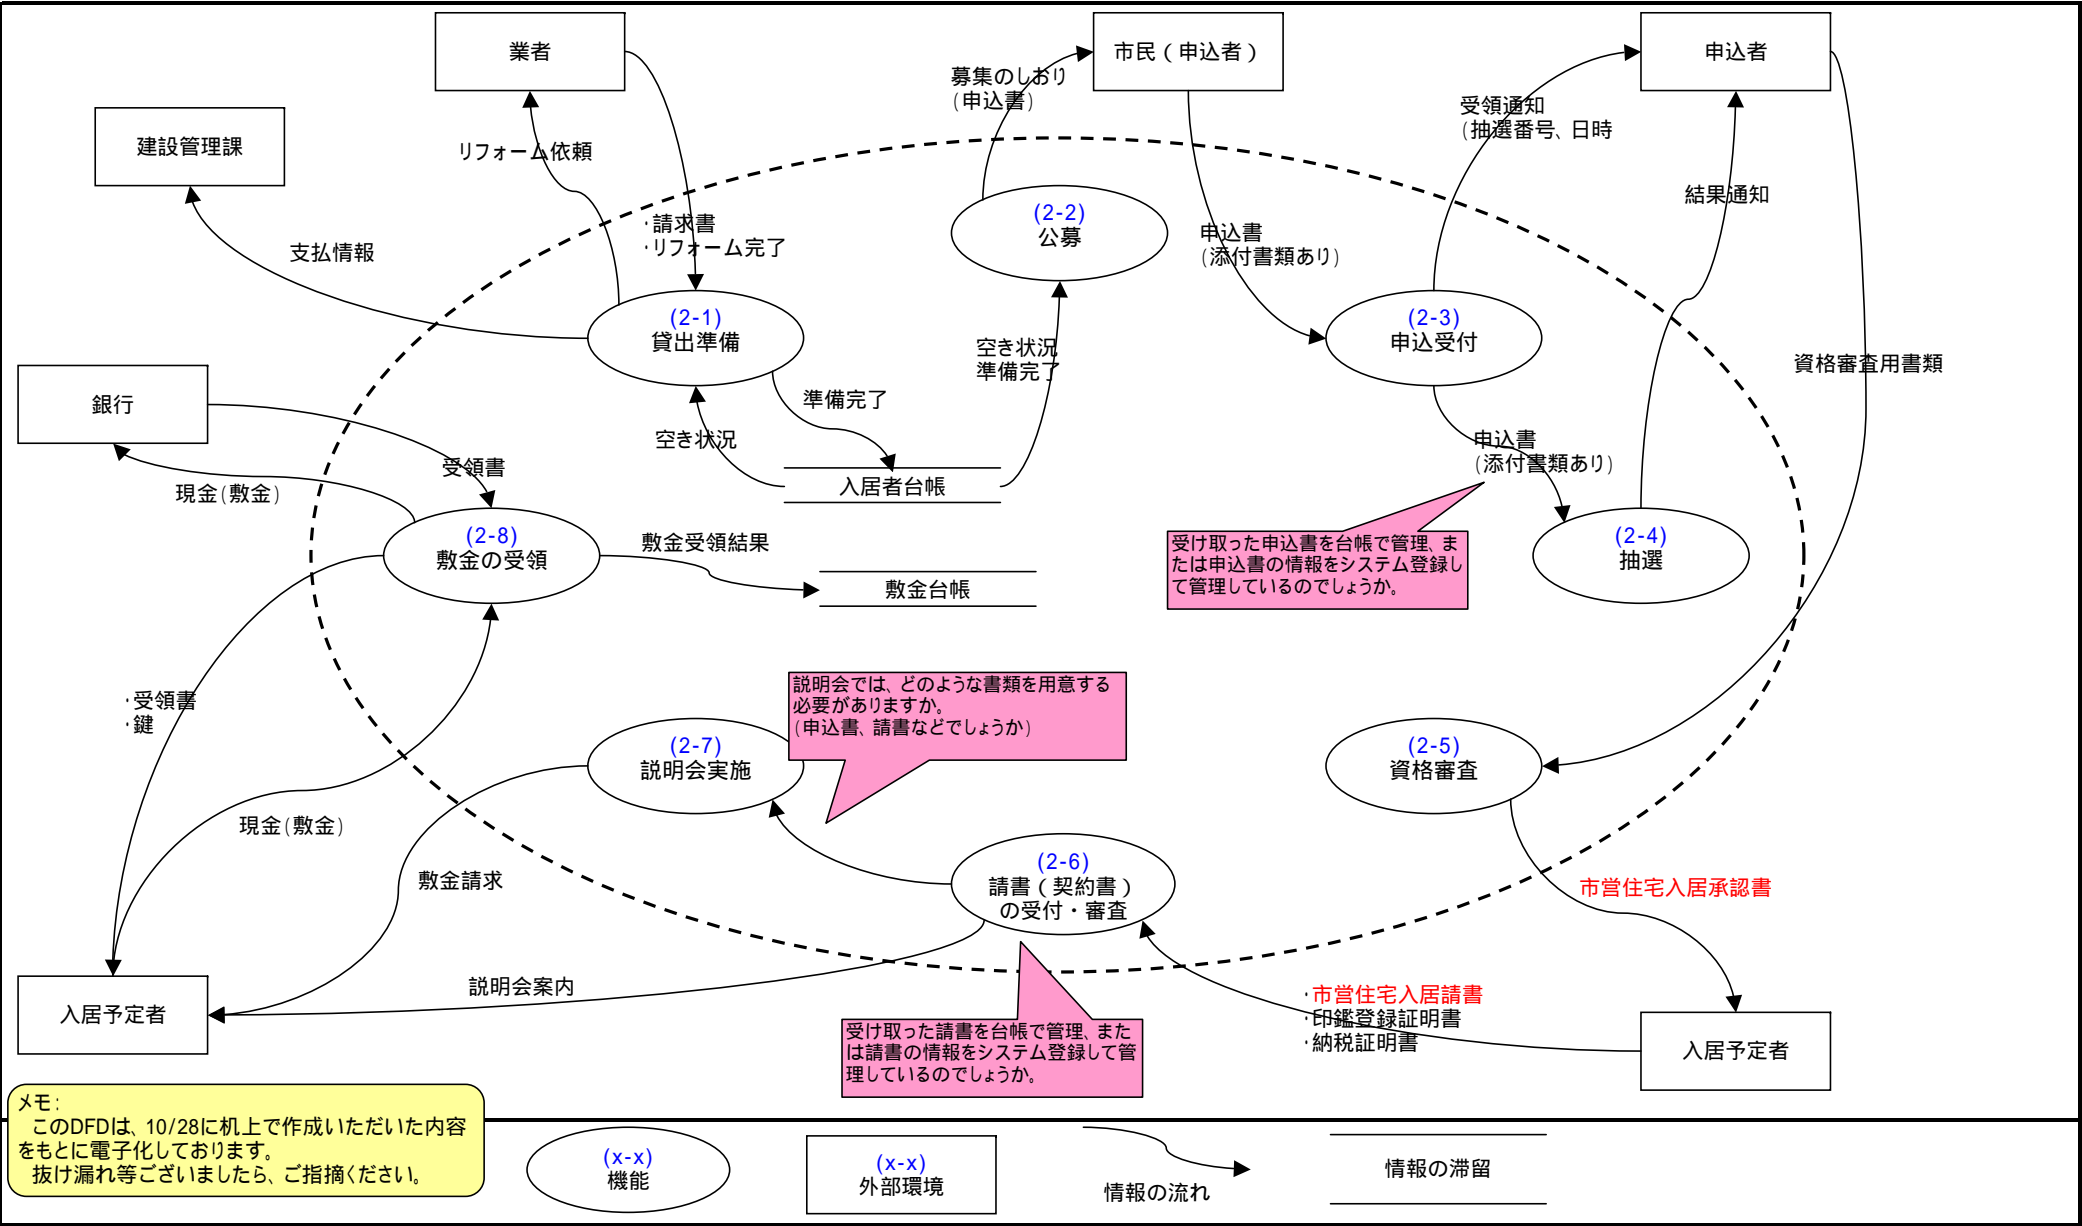 業者
市民（申込者）
申込者
建設管理課
リフォーム依頼
募集のしおり
(申込書)
受領通知
(抽選番号、日時
結果通知
支払情報
・請求書
・リフォーム完了
(2-2)
公募
申込書
(添付書類あり)
(2-1)
貸出準備
(2-3)
申込受付
資格審査用書類
銀行
空き状況
準備完了
準備完了
空き状況
入居者台帳
申込書
(添付書類あり)
受領書
現金(敷金)
(2-8)
敷金の受領
敷金受領結果
敷金台帳
受け取った申込書を台帳で管理、ま
たは申込書の情報をシステム登録し
て管理しているのでしょうか。
(2-4)
抽選
・受領書
・鍵
説明会では、どのような書類を用意する
必要がありますか。
(申込書、請書などでしょうか)
(2-7)
説明会実施
(2-5)
資格審査
現金(敷金)
敷金請求
(2-6)
請書（契約書）
の受付・審査
市営住宅入居承認書
説明会案内
入居予定者
・市営住宅入居請書
・印鑑登録証明書
・納税証明書
入居予定者
受け取った請書を台帳で管理、また
は請書の情報をシステム登録して管
理しているのでしょうか。
メモ：
このDFDは、10/28に机上で作成いただいた内容
をもとに電子化しております。
抜け漏れ等ございましたら、ご指摘ください。
(x-x)
機能
(x-x)
外部環境
情報の流れ
情報の滞留